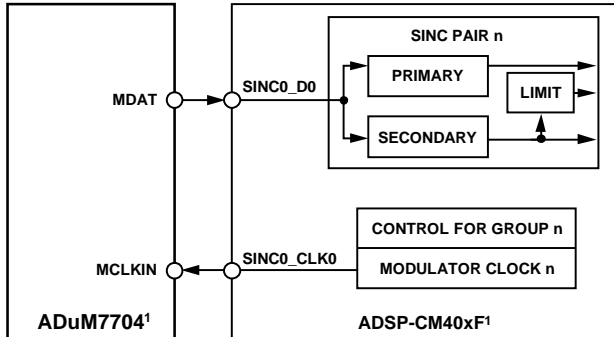 SINC PAIR n
SINC0_D0
PRIMARY
MDAT
LIMIT
SECONDARY
CONTROL FOR GROUP n
SINC0_CLK0
MCLKIN
MODULATOR CLOCK n
ADuM7704¹
ADSP-CM40xF¹